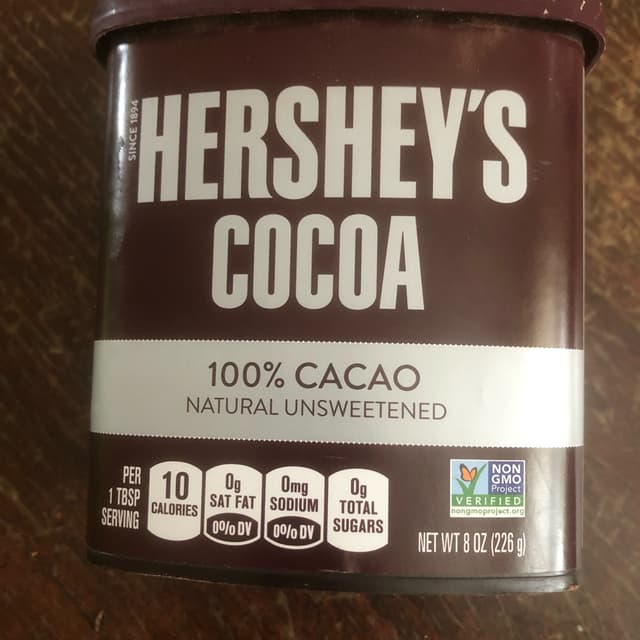 SINCE 1894
HERSHEY'S
COCOA
100% CACAO
NATURAL UNSWEETENED
PER
1 TBSP
SERVING
10
CALORIES
0g
SAT FAT
0% DV
0mg
SODIUM
0% DV
0g
TOTAL
SUGARS
NON
GMO
Project
VERIFIED
nongmoproject.org
NET WT 8 OZ (226 g)